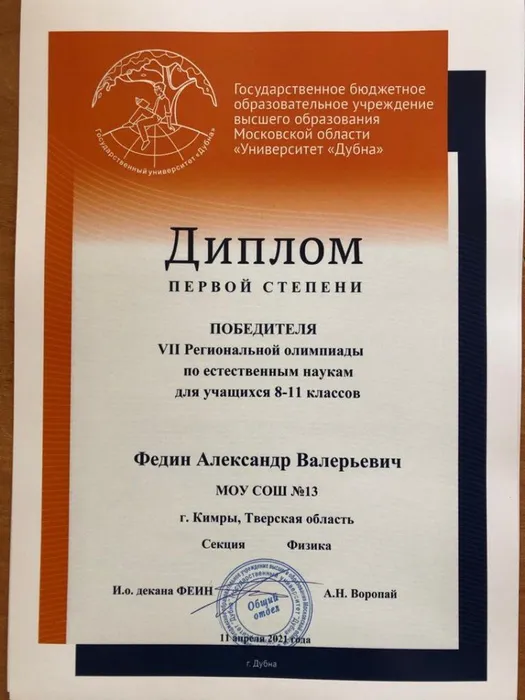 Государственный университет «Дубна»
Государственное бюджетное
образовательное учреждение
высшего образования
Московской области
«Университет «Дубна»
Диплом
ПЕРВОЙ СТЕПЕНИ
ПОБЕДИТЕЛЯ
VII Региональной олимпиады
по естественным наукам
для учащихся 8-11 классов
Федин Александр Валерьевич
МОУ СОШ №13
г. Кимры, Тверская область
Секция Физика
И.о. декана ФЕИН А.Н. Воропай
Общий
отдел
11 апреля 2021 года
г. Дубна